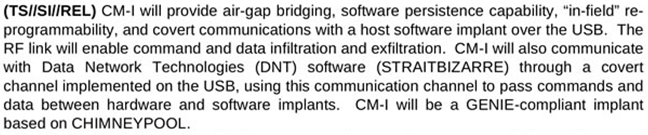 (TS//SI//REL) CM-I will provide air-gap bridging, software persistence capability, “in-field” re-
programmability, and covert communications with a host software implant over the USB. The
RF link will enable command and data infiltration and exfiltration. CM-I will also communicate
with Data Network Technologies (DNT) software (STRAITBIZARRE) through a covert
channel implemented on the USB, using this communication channel to pass commands and
data between hardware and software implants. CM-I will be a GENIE-compliant implant
based on CHIMNEYPOOL.